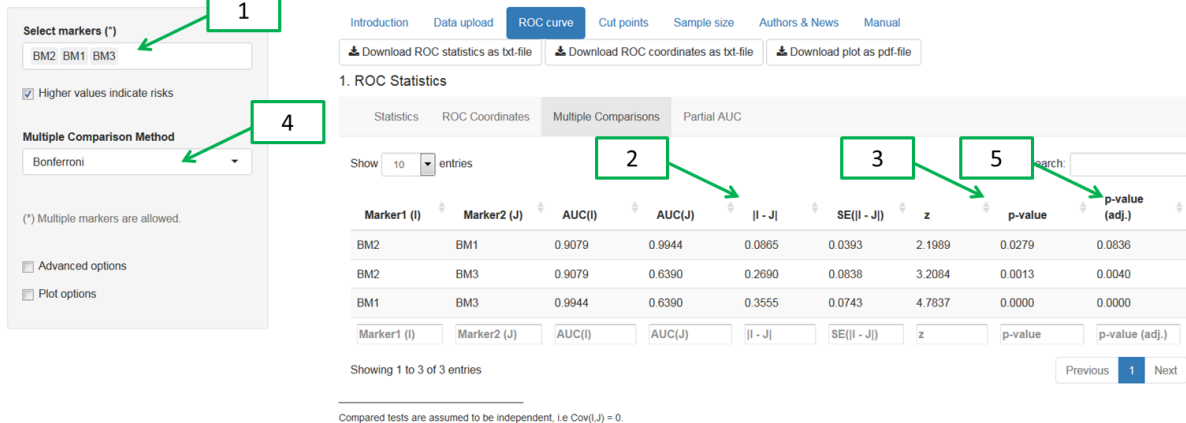 1
Select markers (*)
BM2 BM1 BM3
Higher values indicate risks
4
Multiple Comparison Method
Bonferroni
(*) Multiple markers are allowed.
Advanced options
Plot options
Introduction Data upload ROC curve Cut points Sample size Authors & News Manual
Download ROC statistics as txt-file Download ROC coordinates as txt-file Download plot as pdf-file
1. ROC Statistics
Statistics ROC Coordinates Multiple Comparisons Partial AUC
2 3 5
Show 10 entries earch:
Marker1 (I) Marker2 (J) AUC(I) AUC(J) |I - J| SE(|I - J|) z p-value p-value (adj.)
BM2 BM1 0.9079 0.9944 0.0865 0.0393 2.1989 0.0279 0.0836
BM2 BM3 0.9079 0.6390 0.2690 0.0838 3.2084 0.0013 0.0040
BM1 BM3 0.9944 0.6390 0.3555 0.0743 4.7837 0.0000 0.0000
Marker1 (I) Marker2 (J) AUC(I) AUC(J) |I - J| SE(|I - J|) z p-value p-value (adj.)
Showing 1 to 3 of 3 entries
Previous 1 Next
Compared tests are assumed to be independent, i.e Cov(I,J) = 0.